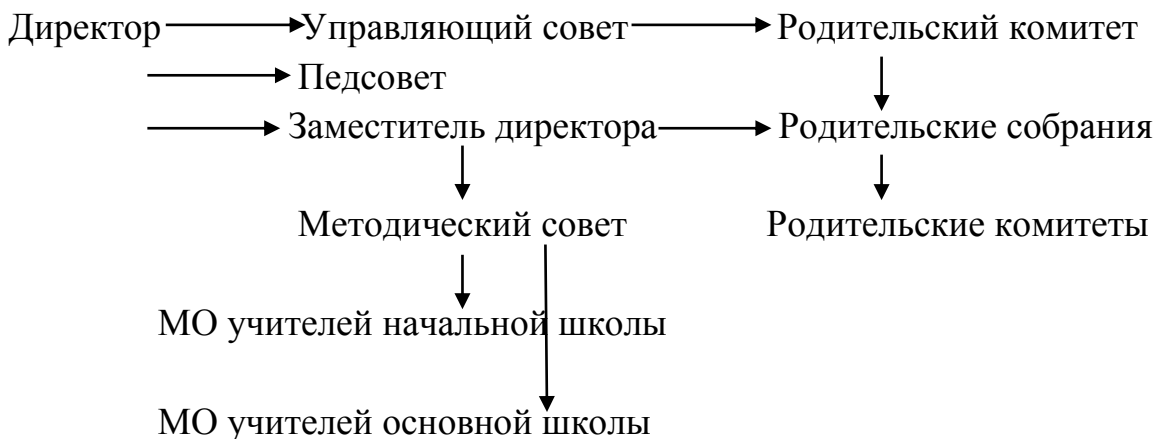 Директор Управляющий совет Родительский комитет
Педсовет
Заместитель директора Родительские собрания
Методический совет Родительские комитеты
МО учителей начальной школы
МО учителей основной школы